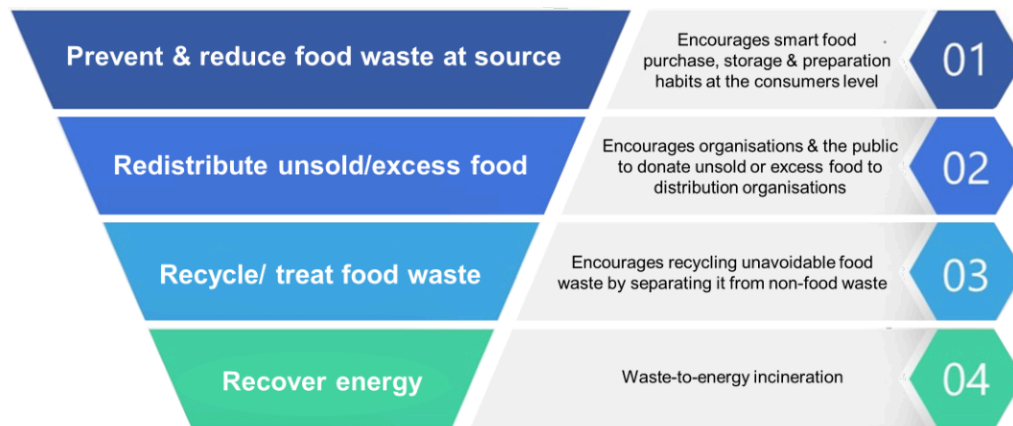 Prevent & reduce food waste at source
Encourages smart food
purchase, storage & preparation
habits at the consumers level
01
Redistribute unsold/excess food
Encourages organisations & the public
to donate unsold or excess food to
distribution organisations
02
Recycle/ treat food waste
Encourages recycling unavoidable food
waste by separating it from non-food waste
03
Recover energy
Waste-to-energy incineration
04